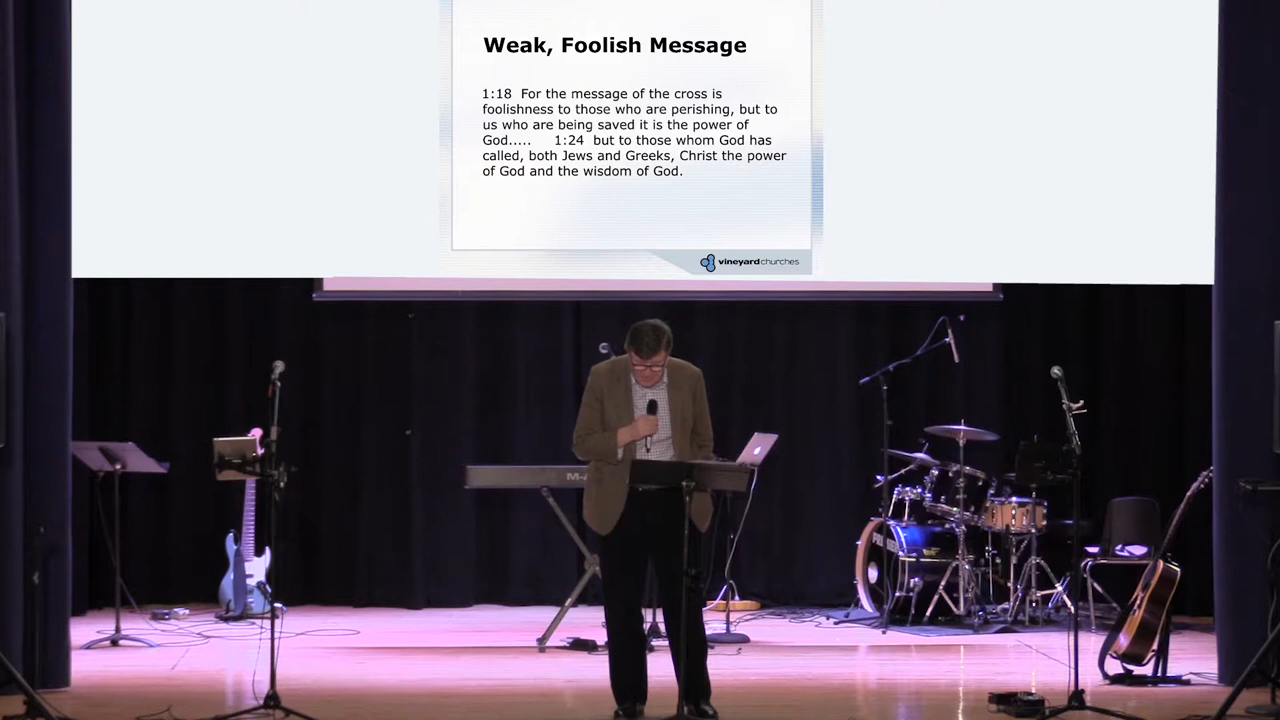 Weak, Foolish Message
1:18 For the message of the cross is
foolishness to those who are perishing, but to
us who are being saved it is the power of
God..... 1:24 but to those whom God has
called, both Jews and Greeks, Christ the power
of God and the wisdom of God.
vineyardchurches